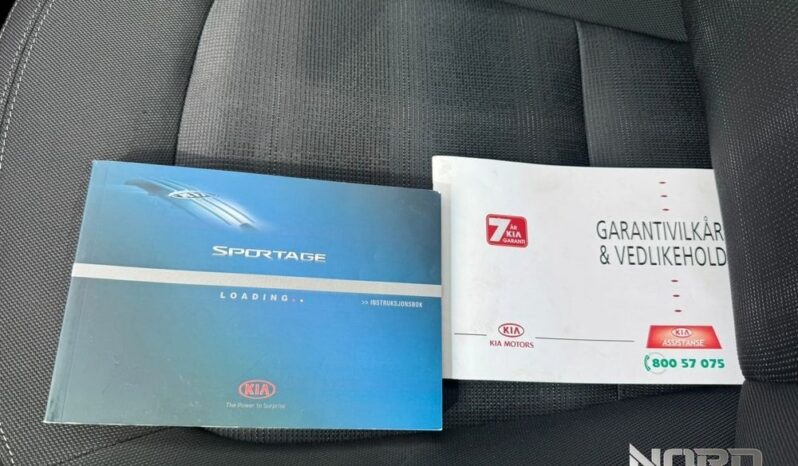 KIA
SPORTAGE
LOADING..
>> INSTRUKSJONSBOK
KIA
The Power to Surprise
7 ÅR
KIA
GARANTI
GARANTIVILKÅR
& VEDLIKEHOLD
KIA
KIA MOTORS
KIA
ASSISTANSE
800 57 075
NORD